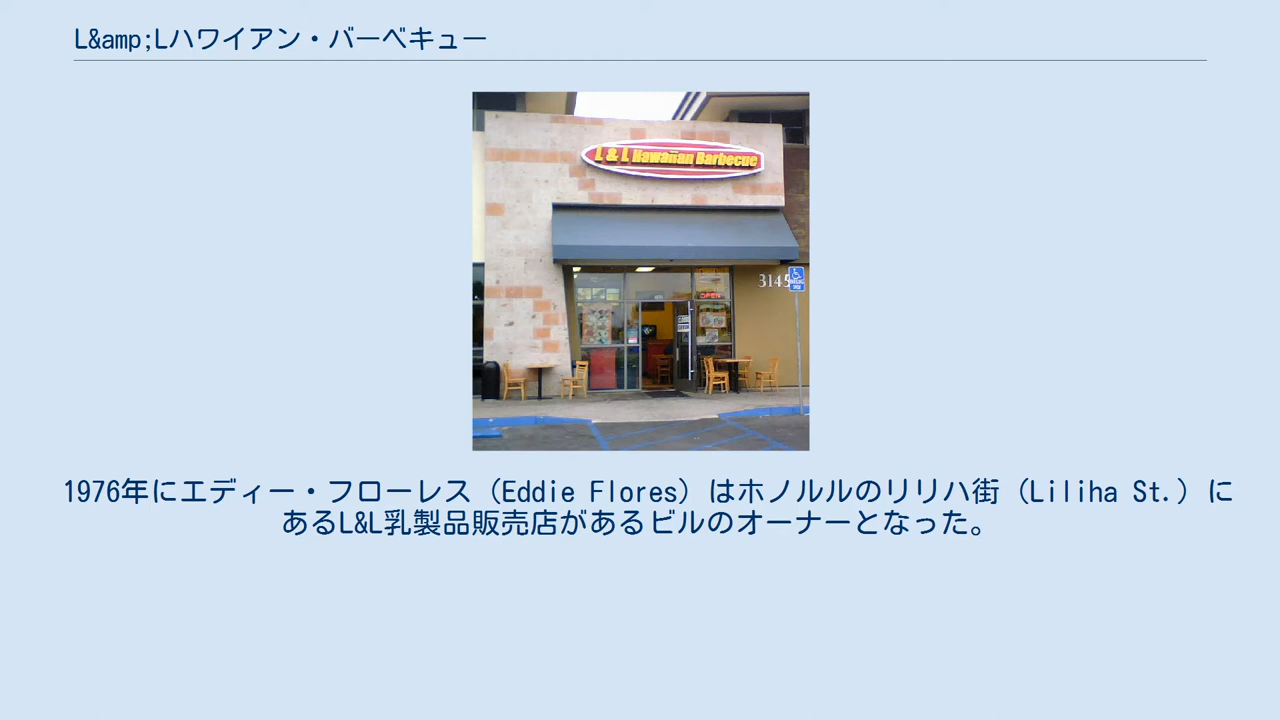 L&amp;Lハワイアン・バーベキュー
L & L Hawaiian Barbecue
3145
OPEN
1976年にエディー・フローレス（Eddie Flores）はホノルルのリリハ街（Liliha St.）に
あるL&L乳製品販売店があるビルのオーナーとなった。